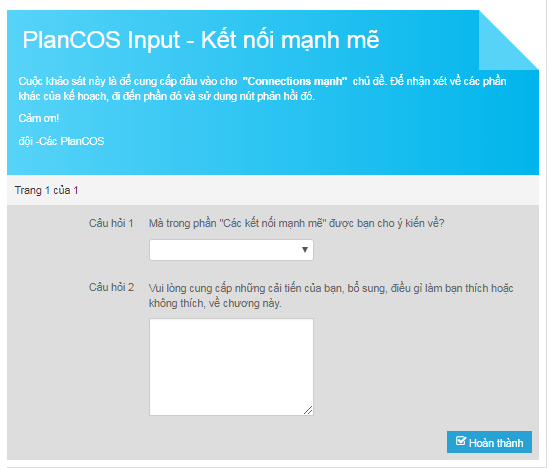 PlanCOS Input - Kết nối mạnh mẽ
Cuộc khảo sát này là để cung cấp đầu vào cho "Connections mạnh" chủ đề. Để nhận xét về các phần
khác của kế hoạch, đi đến phần đó và sử dụng nút phản hồi đó.
Cảm ơn!
đội -Các PlanCOS
Trang 1 của 1
Câu hỏi 1 Mà trong phần "Các kết nối mạnh mẽ" được bạn cho ý kiến về?
Câu hỏi 2 Vui lòng cung cấp những cải tiến của bạn, bổ sung, điều gì làm bạn thích hoặc
không thích, về chương này.
Hoàn thành